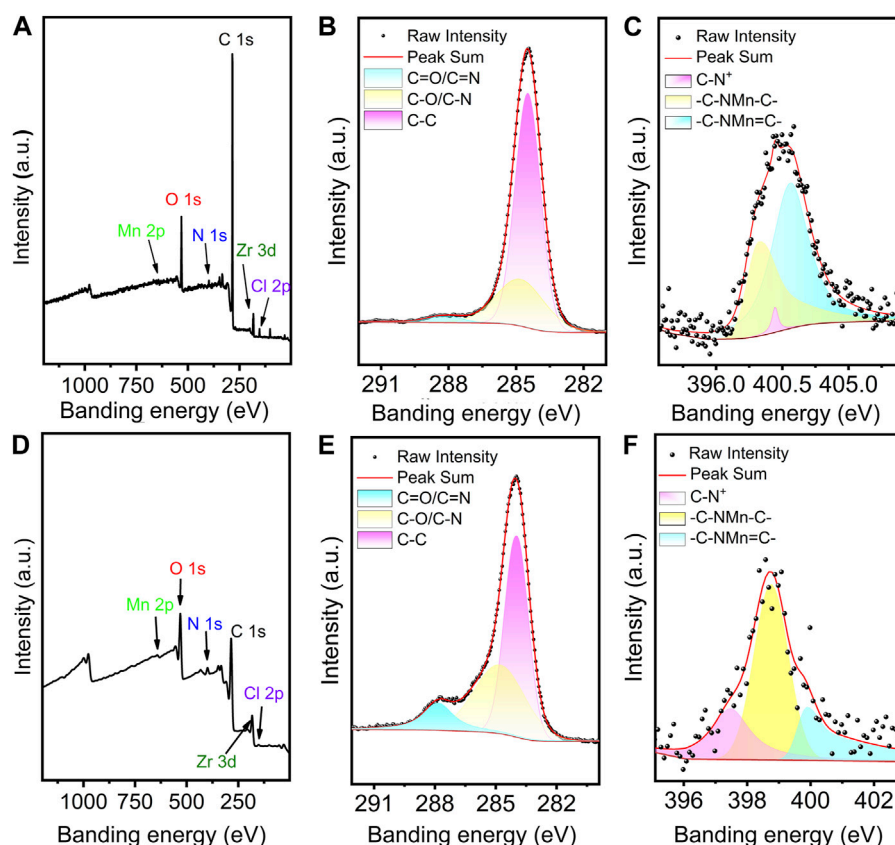 A
C 1s
O 1s
Mn 2p
N 1s
Zr 3d
Cl 2p
Intensity (a.u.)
1000 750 500 250
Banding energy (eV)
B
Raw Intensity
Peak Sum
C=O/C=N
C-O/C-N
C-C
Intensity (a.u.)
291 288 285 282
Banding energy (eV)
C
Raw Intensity
Peak Sum
C-N⁺
-C-NMn-C-
-C-NMn=C-
Intensity (a.u.)
396.0 400.5 405.0
Banding energy (eV)
D
O 1s
Mn 2p
N 1s
C 1s
Cl 2p
Zr 3d
Intensity (a.u.)
1000 750 500 250
Banding energy (eV)
E
Raw Intensity
Peak Sum
C=O/C=N
C-O/C-N
C-C
Intensity (a.u.)
291 288 285 282
Banding energy (eV)
F
Raw Intensity
Peak Sum
C-N⁺
-C-NMn-C-
-C-NMn=C-
Intensity (a.u.)
396 398 400 402
Banding energy (eV)